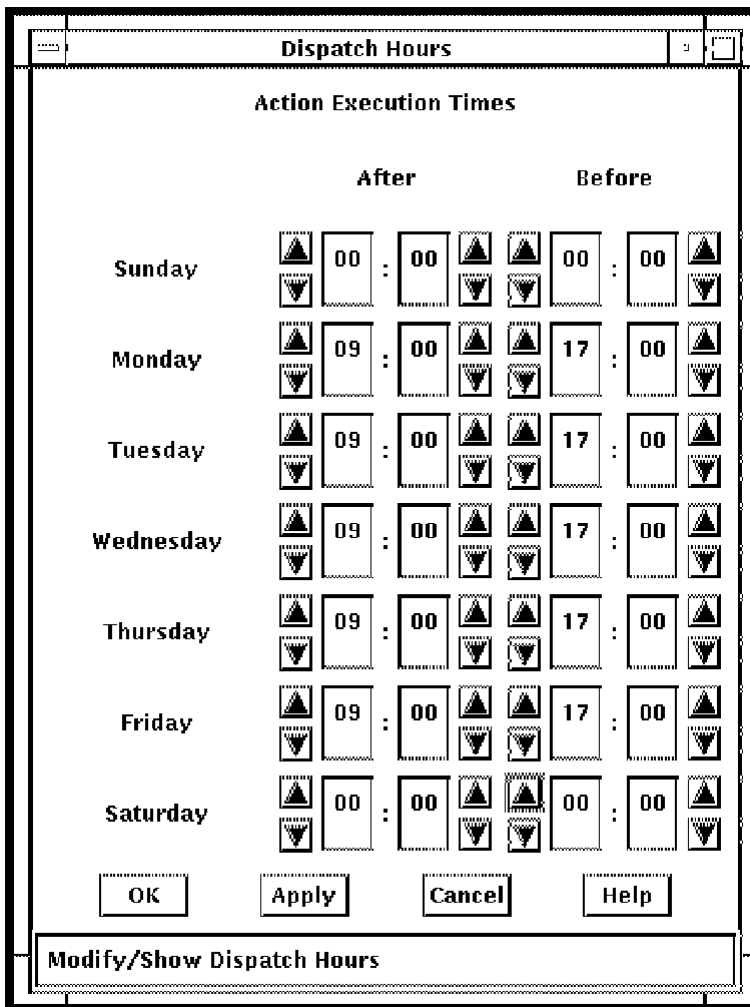 Dispatch Hours
Action Execution Times
After Before
Sunday 00 : 00 00 : 00
Monday 09 : 00 17 : 00
Tuesday 09 : 00 17 : 00
Wednesday 09 : 00 17 : 00
Thursday 09 : 00 17 : 00
Friday 09 : 00 17 : 00
Saturday 00 : 00 00 : 00
OK Apply Cancel Help
Modify/Show Dispatch Hours